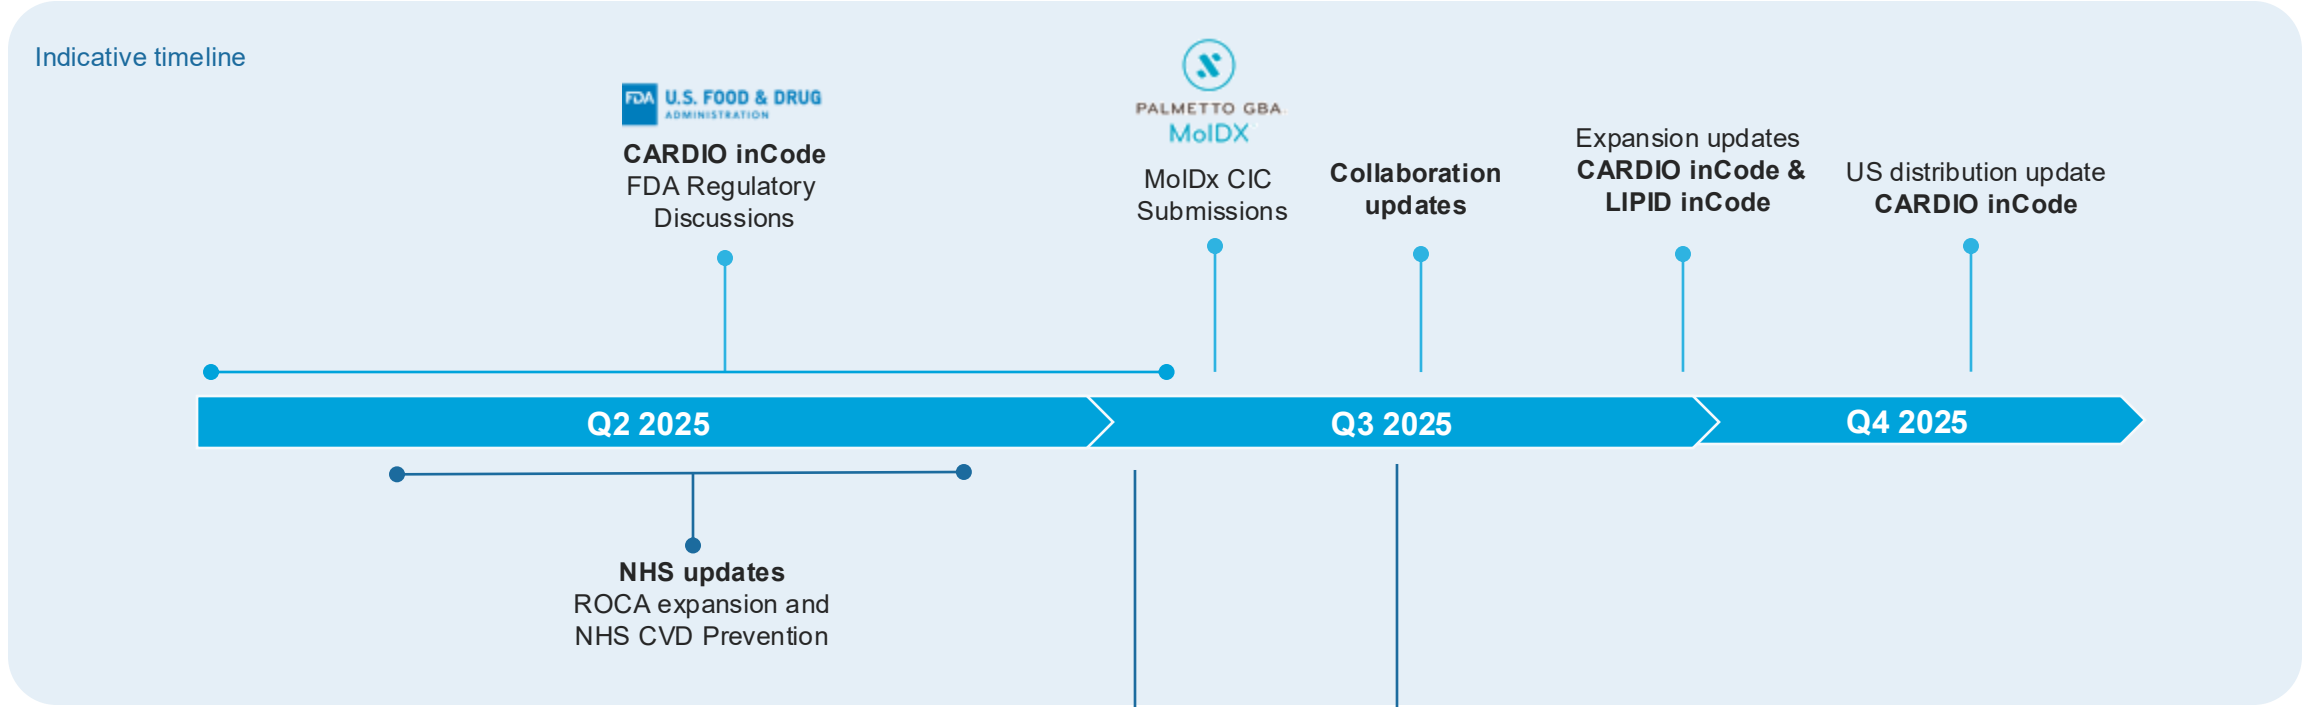 Indicative timeline
FDA U.S. FOOD & DRUG
ADMINISTRATION
CARDIO inCode
FDA Regulatory
Discussions
PALMETTO GBA
MolDX
MolDx CIC
Submissions
Collaboration
updates
Expansion updates
CARDIO inCode &
LIPID inCode
US distribution update
CARDIO inCode
Q2 2025
Q3 2025
Q4 2025
NHS updates
ROCA expansion and
NHS CVD Prevention